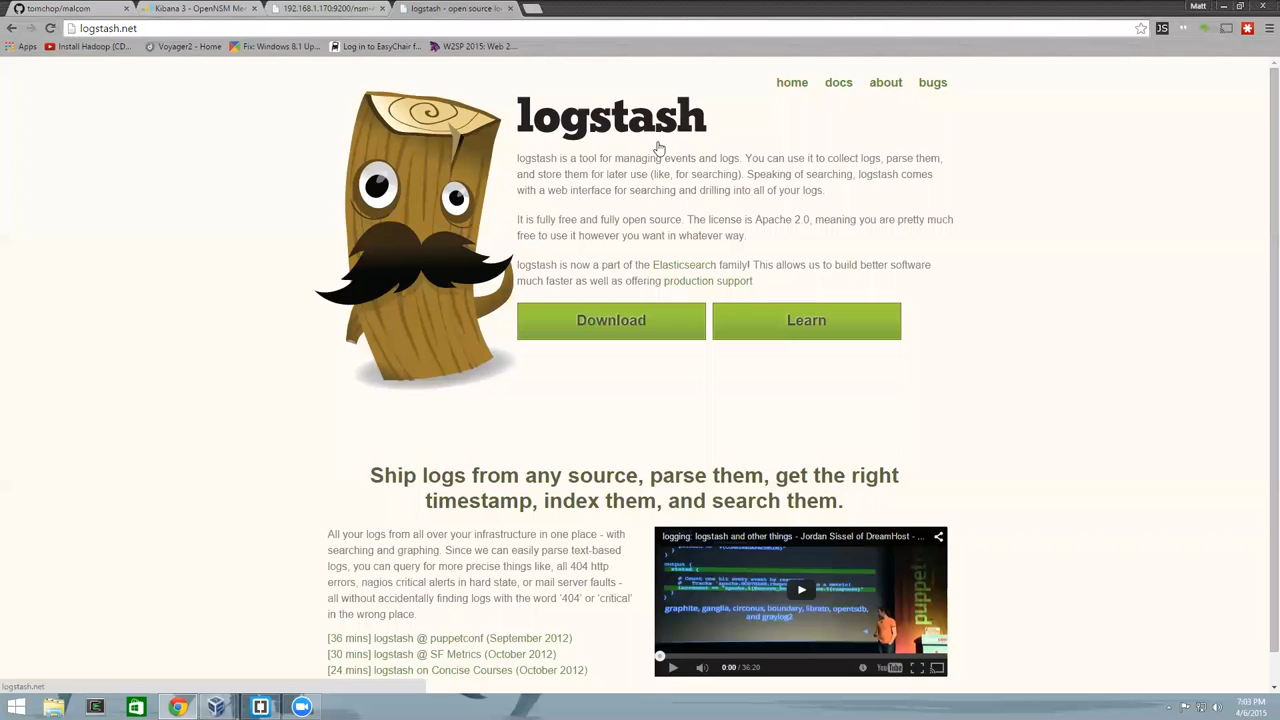 tomchop/malcom
Kibana 3 - OpenNSM Me
192.168.1.170:9200/nsm-
logstash - open source lo
Matt
logstash.net
Apps
Install Hadoop (CD...
Voyager2 - Home
Fix: Windows 8.1 Up...
Log in to EasyChair f...
W2SP 2015: Web 2....
JS
home
docs
about
bugs
logstash
logstash is a tool for managing events and logs. You can use it to collect logs, parse them,
and store them for later use (like, for searching). Speaking of searching, logstash comes
with a web interface for searching and drilling into all of your logs.
It is fully free and fully open source. The license is Apache 2.0, meaning you are pretty much
free to use it however you want in whatever way.
logstash is now a part of the Elasticsearch family! This allows us to build better software
much faster as well as offering production support
Download
Learn
Ship logs from any source, parse them, get the right
timestamp, index them, and search them.
All your logs from all over your infrastructure in one place - with
searching and graphing. Since we can easily parse text-based
logs, you can query for more precise things like, all 404 http
errors, nagios critical alerts in hard state, or mail server faults -
all without accidentally finding logs with the word '404' or 'critical'
in the wrong place.
[36 mins] logstash @ puppetconf (September 2012)
[30 mins] logstash @ SF Metrics (October 2012)
[24 mins] logstash on Concise Courses (October 2012)
logging: logstash and other things - Jordan Sissel of DreamHost - ...
output {
statsd {
graphite, ganglia, circonus, boundary, librato, opentsdb,
and graylog2
puppet
0:00 / 36:20
YouTube
logstash.net
7:03 PM
4/6/2015